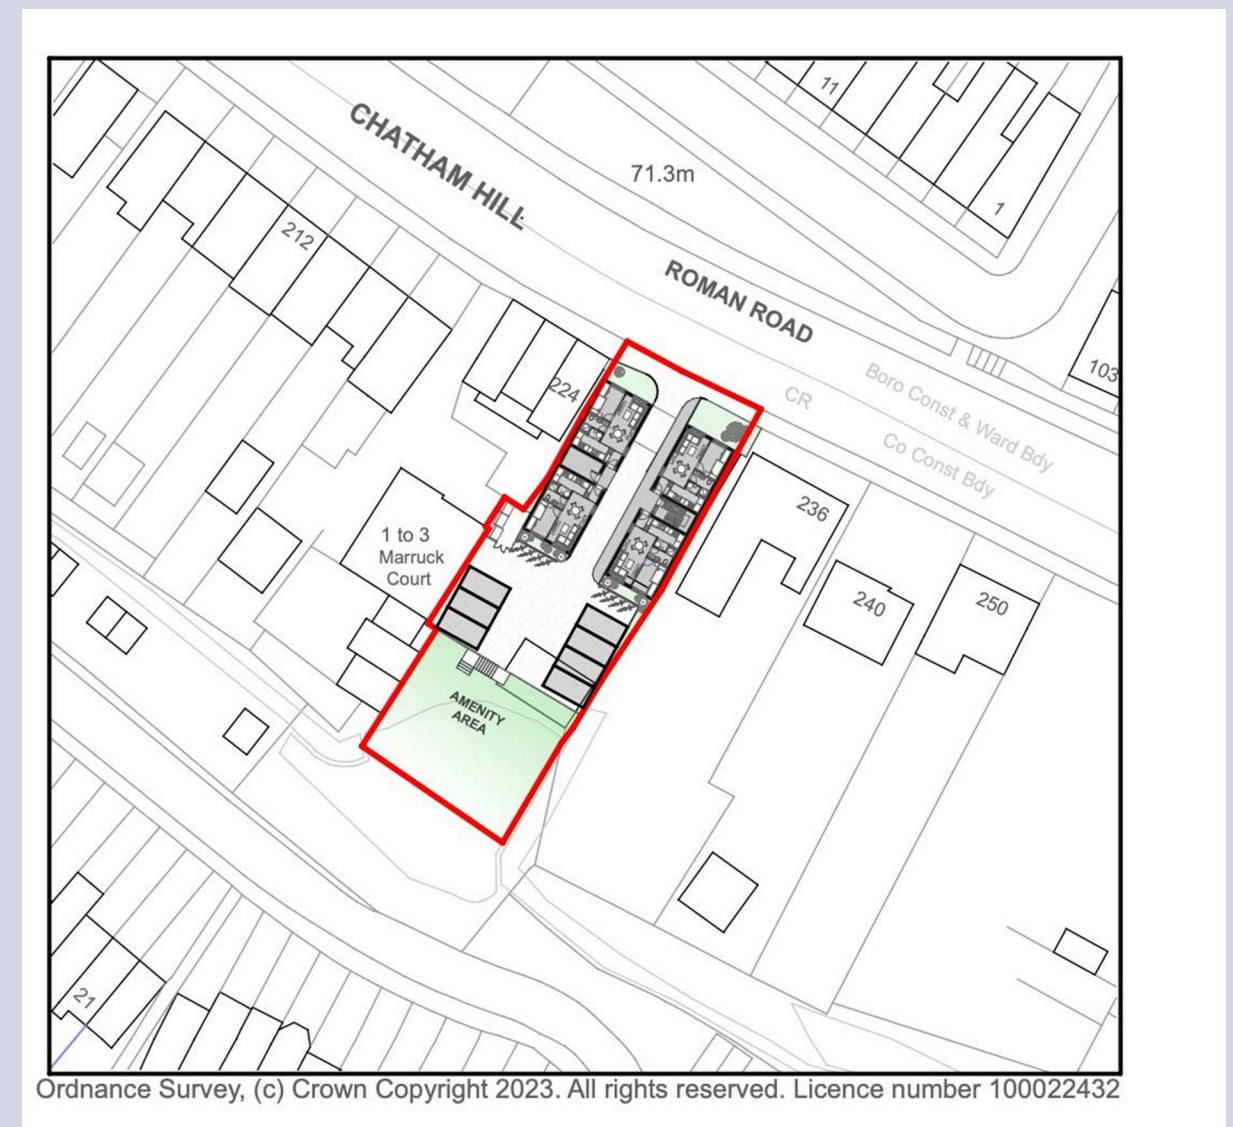 11
CHATHAM HILL
71.3m
1
212
ROMAN ROAD
103
Boro Const & Ward Bdy
224
CR
Co Const Bdy
236
1 to 3
Marruck
Court
240
250
AMENITY
AREA
21
Ordnance Survey, (c) Crown Copyright 2023. All rights reserved. Licence number 100022432